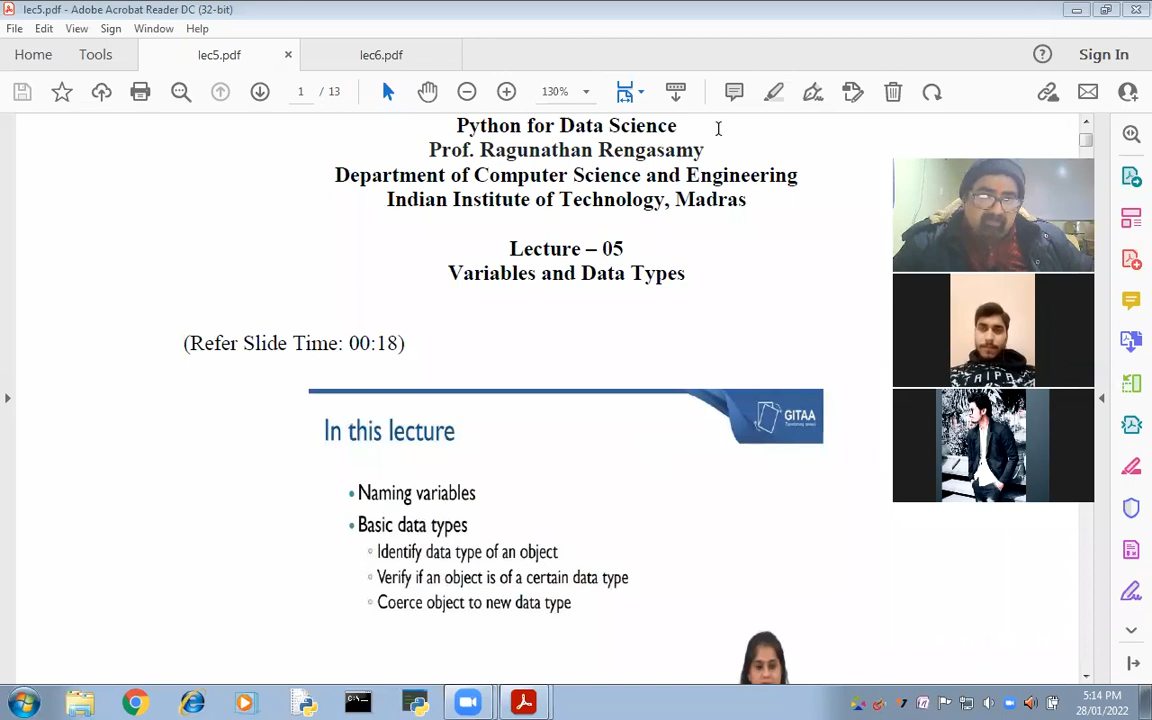 lec5.pdf - Adobe Acrobat Reader DC (32-bit)
File Edit View Sign Window Help
Home Tools lec5.pdf × lec6.pdf ? Sign In
1 / 13 130%
Python for Data Science
Prof. Ragunathan Rengasamy
Department of Computer Science and Engineering
Indian Institute of Technology, Madras
Lecture – 05
Variables and Data Types
(Refer Slide Time: 00:18)
GITAA
In this lecture
• Naming variables
• Basic data types
◦ Identify data type of an object
◦ Verify if an object is of a certain data type
◦ Coerce object to new data type
5:14 PM
28/01/2022